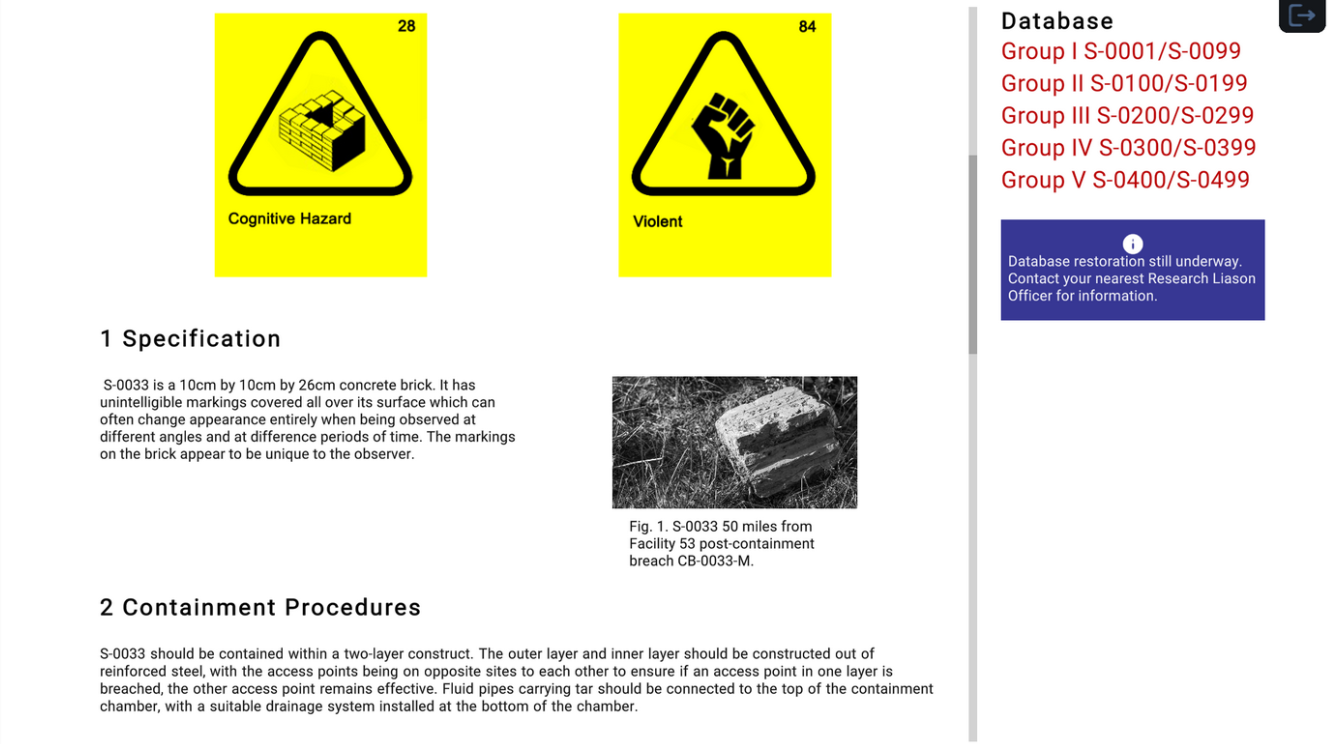 28
Cognitive Hazard
84
Violent
1 Specification
S-0033 is a 10cm by 10cm by 26cm concrete brick. It has
unintelligible markings covered all over its surface which can
often change appearance entirely when being observed at
different angles and at difference periods of time. The markings
on the brick appear to be unique to the observer.
Fig. 1. S-0033 50 miles from
Facility 53 post-containment
breach CB-0033-M.
2 Containment Procedures
S-0033 should be contained within a two-layer construct. The outer layer and inner layer should be constructed out of
reinforced steel, with the access points being on opposite sites to each other to ensure if an access point in one layer is
breached, the other access point remains effective. Fluid pipes carrying tar should be connected to the top of the containment
chamber, with a suitable drainage system installed at the bottom of the chamber.
Database
Group I S-0001/S-0099
Group II S-0100/S-0199
Group III S-0200/S-0299
Group IV S-0300/S-0399
Group V S-0400/S-0499
Database restoration still underway.
Contact your nearest Research Liason
Officer for information.